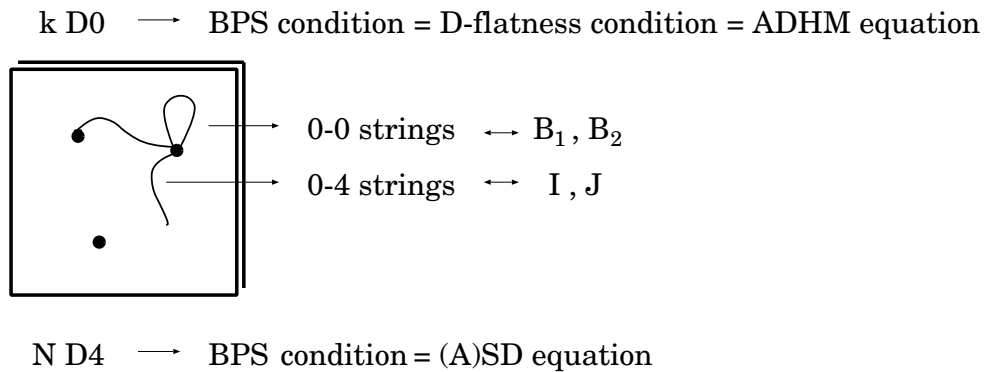 k D0 → BPS condition = D-flatness condition = ADHM equation
0-0 strings ↔ B₁ , B₂
0-4 strings ↔ I , J
N D4 → BPS condition = (A)SD equation